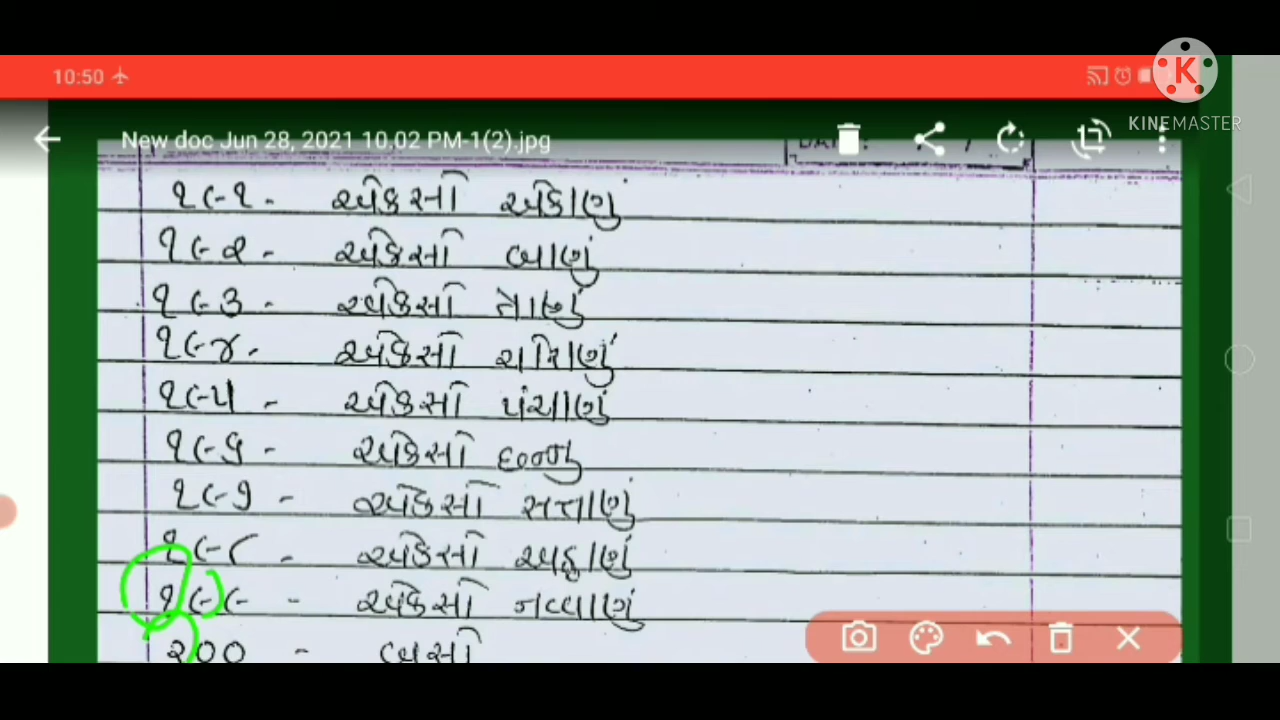 10:50
K
KINEMASTER
New doc Jun 28, 2021 10.02 PM-1(2).jpg
૧૯૧- એકસો એકાણું
૧૯૨- એકસો બાણું
૧૯૩- એકસો તાણું
૧૯૪- એકસો ચોરાણું
૧૯૫- એકસો પંચાણું
૧૯૬- એકસો છન્નું
૧૯૭- એકસો સત્તાણું
૧૯૮- એકસો અઠ્ઠાણું
૧૯૯- એકસો નવ્વાણું
૨૦૦- બસો